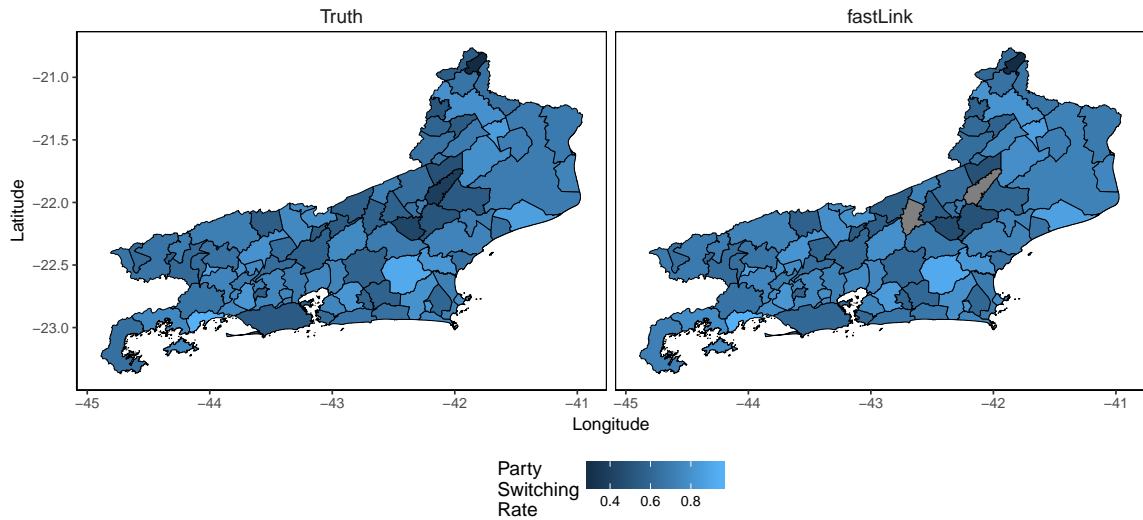 Truth
fastLink
−21.0
−21.5
−22.0
−22.5
−23.0
Latitude
−45
−44
−43
−42
−41
−45
−44
−43
−42
−41
Longitude
Party
Switching
Rate
0.4
0.6
0.8